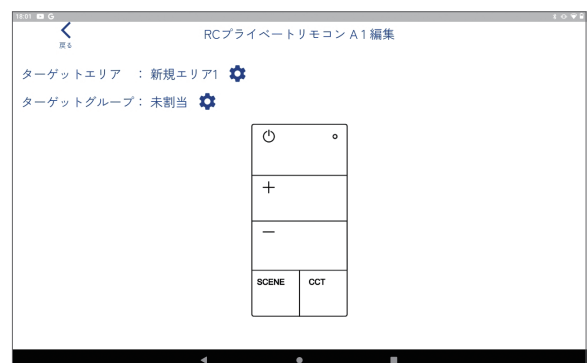 18:01 G
RCプライベートリモコン A1編集
戻る
ターゲットエリア ：新規エリア1
ターゲットグループ：未割当
SCENE CCT